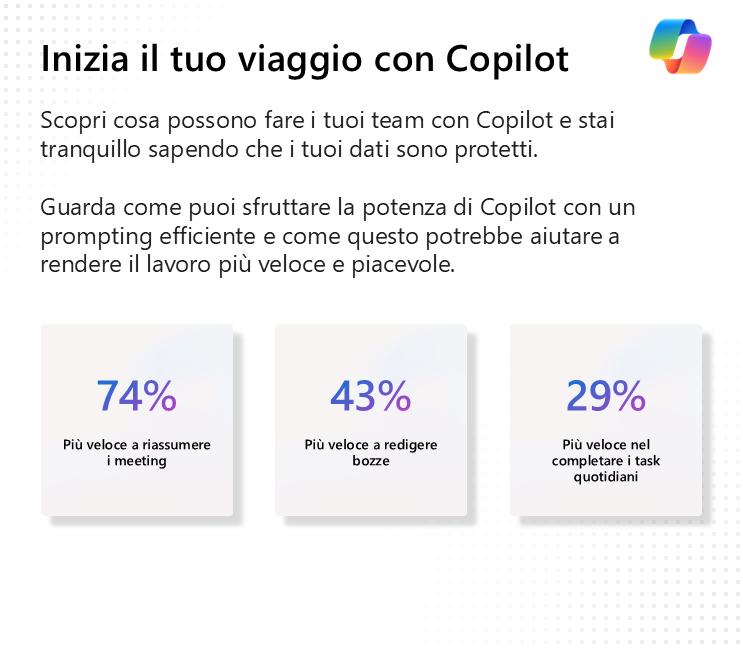 Inizia il tuo viaggio con Copilot
Scopri cosa possono fare i tuoi team con Copilot e stai
tranquillo sapendo che i tuoi dati sono protetti.
Guarda come puoi sfruttare la potenza di Copilot con un
prompting efficiente e come questo potrebbe aiutare a
rendere il lavoro più veloce e piacevole.
74%
Più veloce a riassumere
i meeting
43%
Più veloce a redigere
bozze
29%
Più veloce nel
completare i task
quotidiani